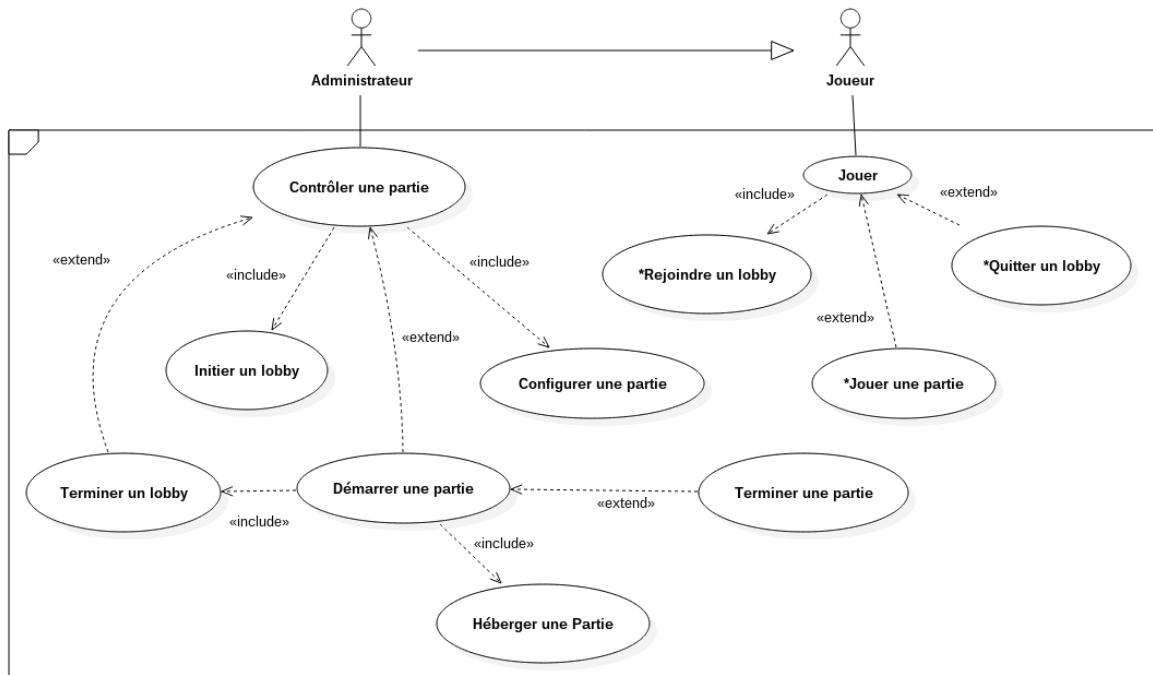 Administrateur
Joueur
Contrôler une partie
Jouer
«include»
«extend»
*Rejoindre un lobby
*Quitter un lobby
«extend»
«include»
«include»
«extend»
«extend»
Initier un lobby
Configurer une partie
*Jouer une partie
Terminer un lobby
Démarrer une partie
Terminer une partie
«include»
«extend»
«include»
Héberger une Partie